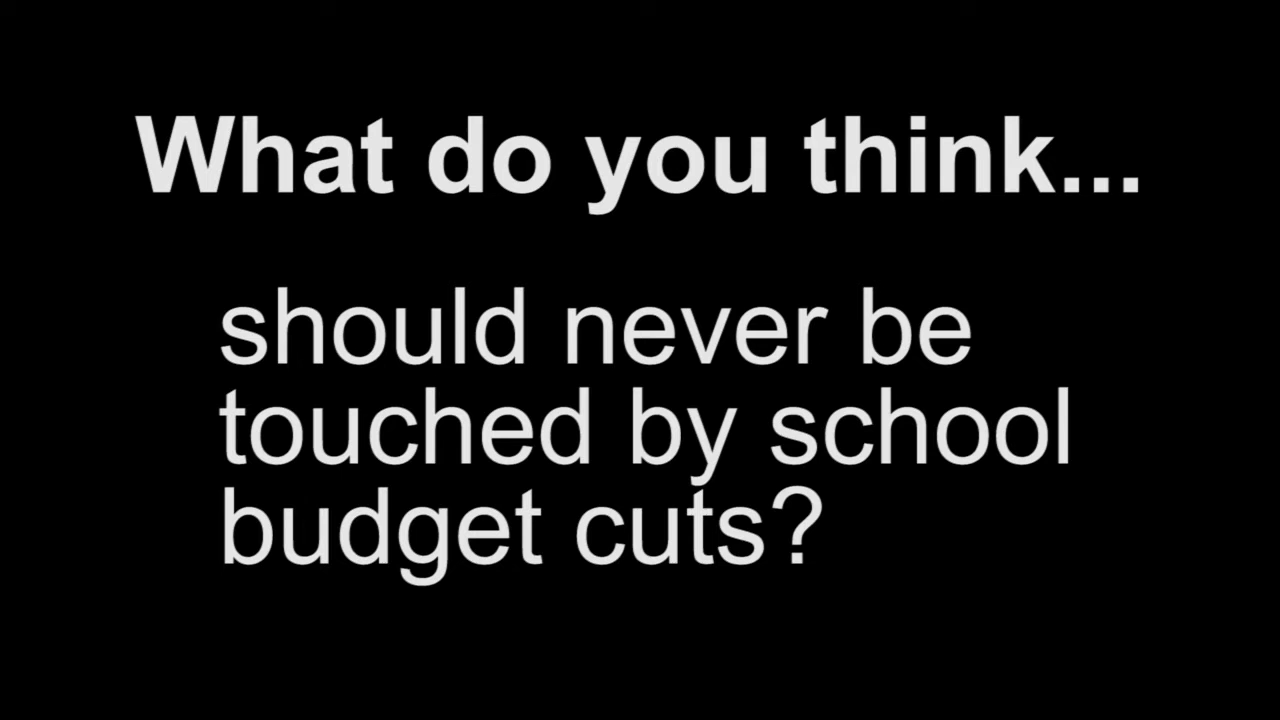 What do you think...
should never be
touched by school
budget cuts?